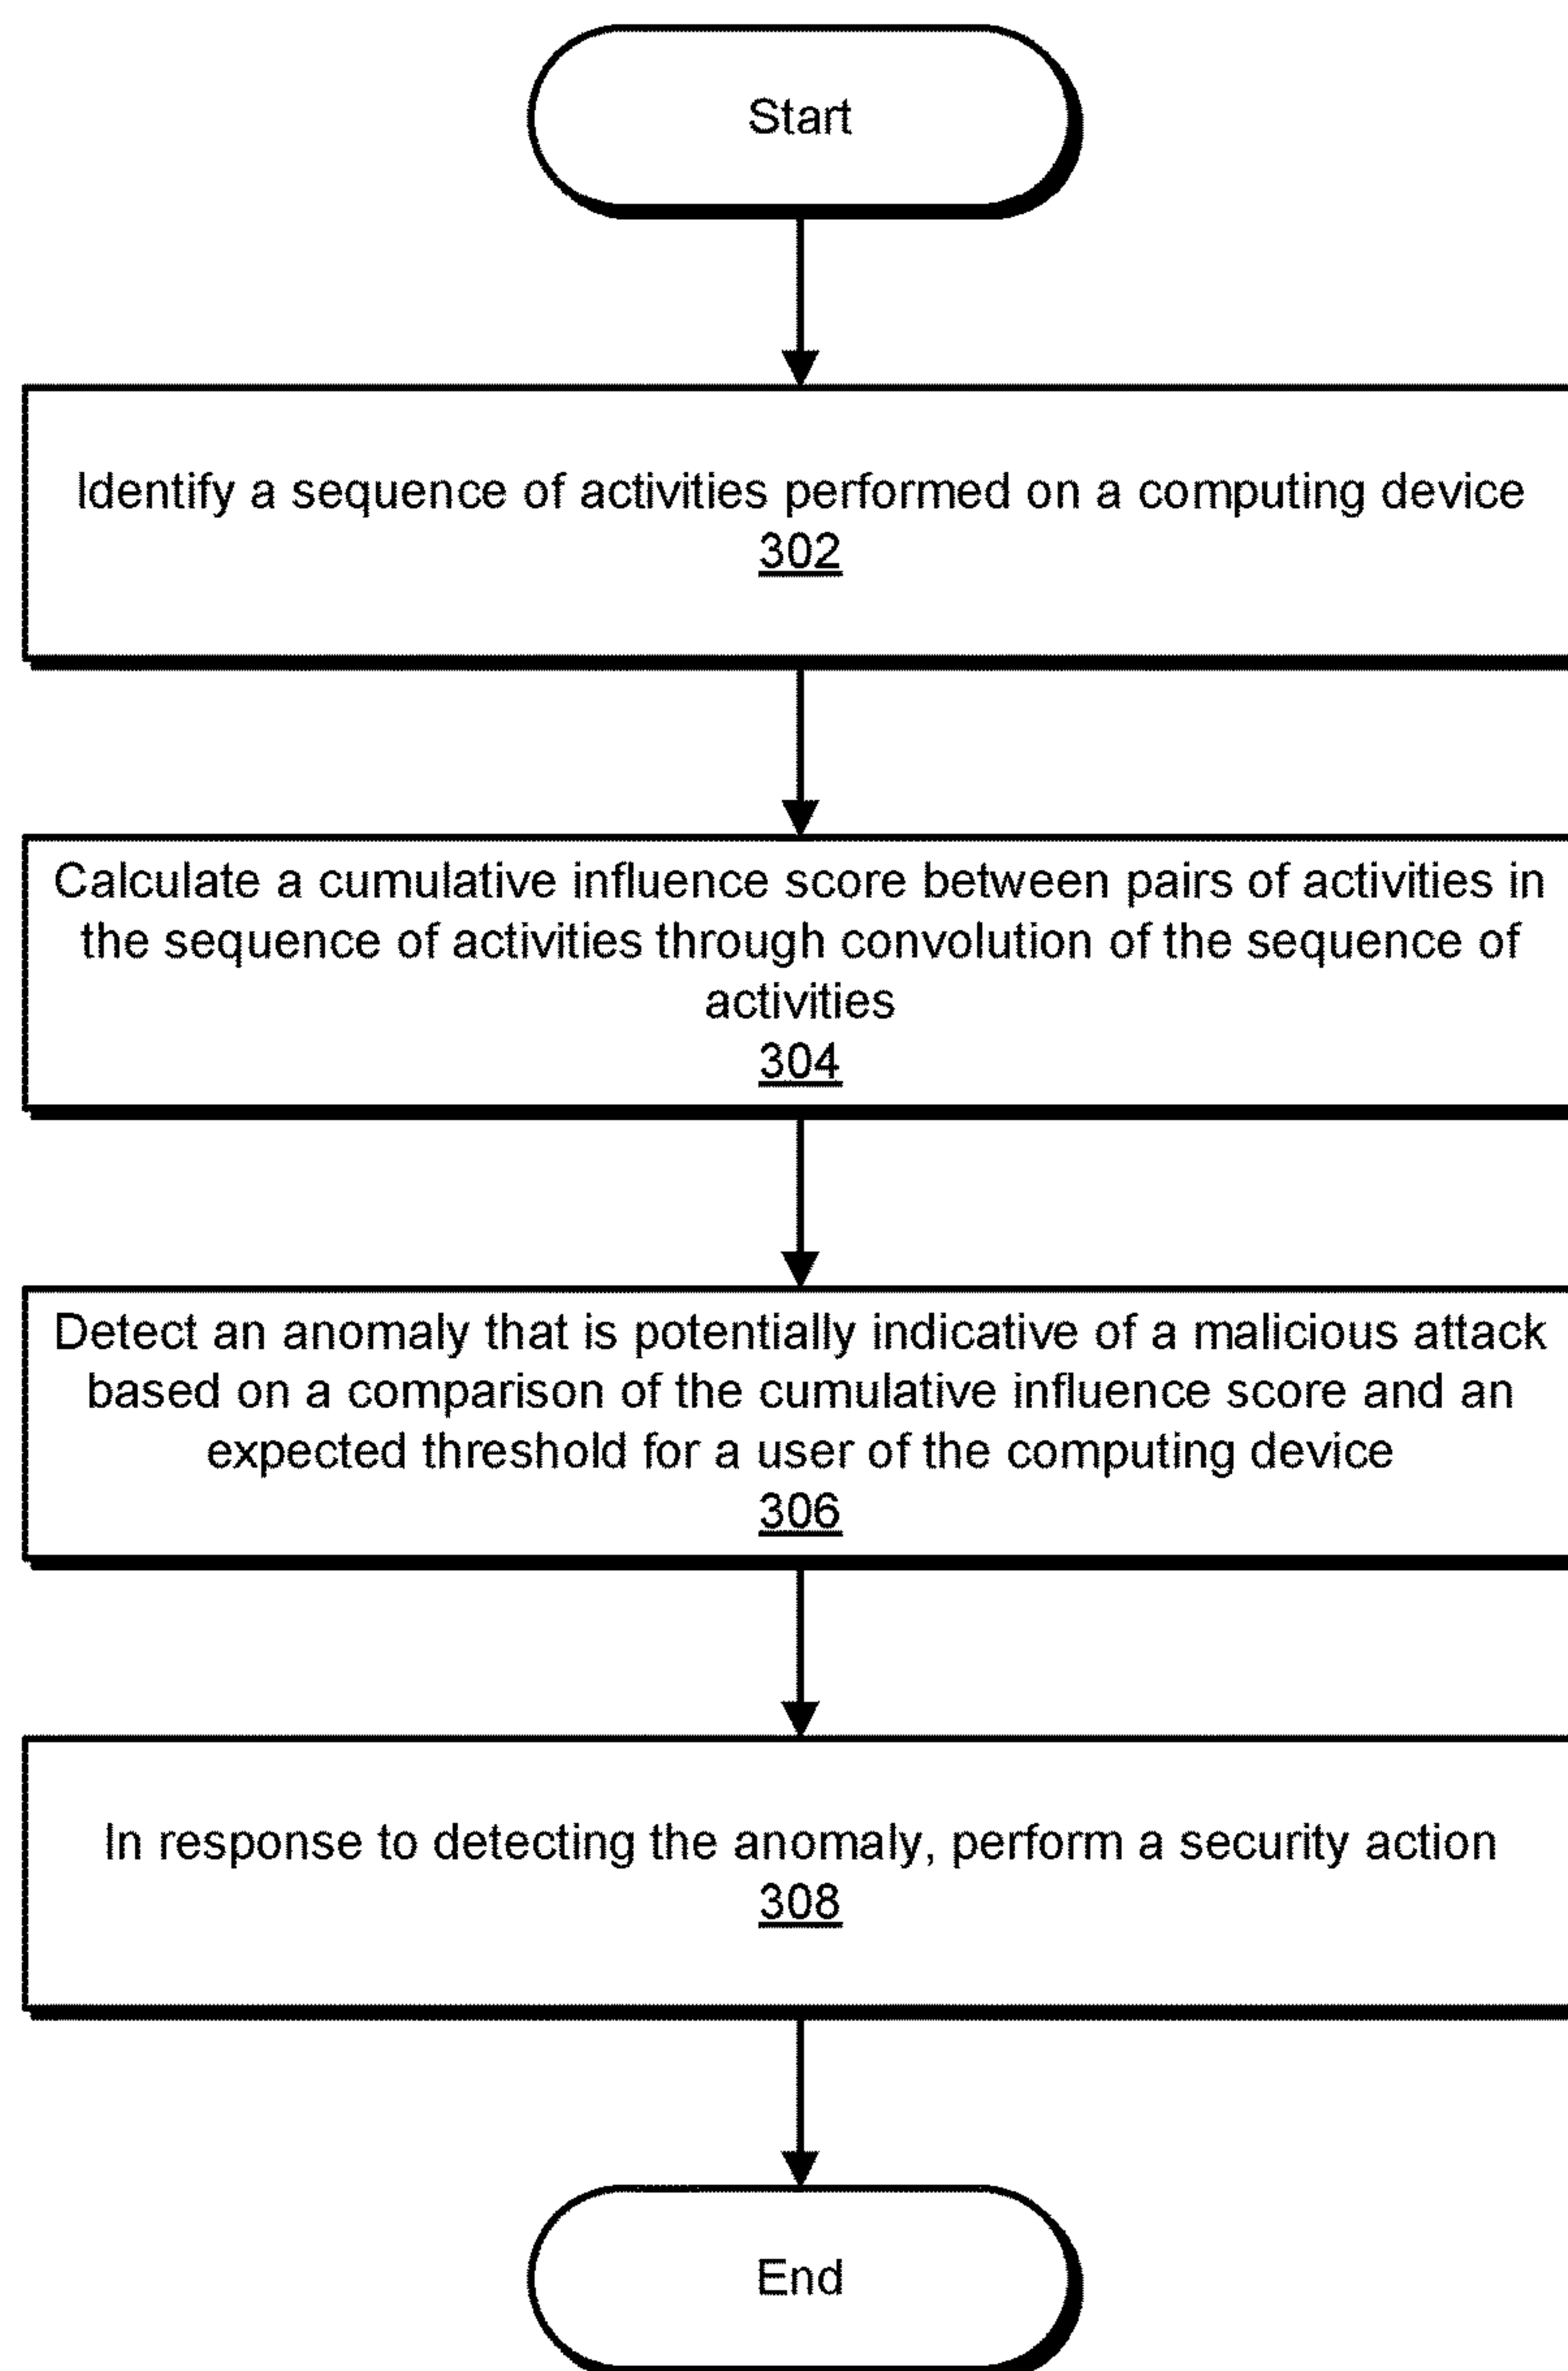 Start
Identify a sequence of activities performed on a computing device
302
Calculate a cumulative influence score between pairs of activities in
the sequence of activities through convolution of the sequence of
activities
304
Detect an anomaly that is potentially indicative of a malicious attack
based on a comparison of the cumulative influence score and an
expected threshold for a user of the computing device
306
In response to detecting the anomaly, perform a security action
308
End